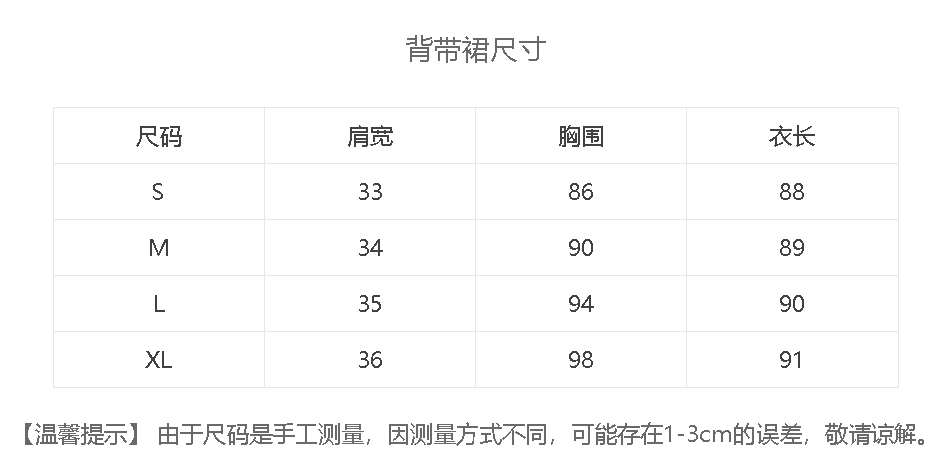 背带裙尺寸
尺码 肩宽 胸围 衣长
S 33 86 88
M 34 90 89
L 35 94 90
XL 36 98 91
【温馨提示】 由于尺码是手工测量，因测量方式不同，可能存在1-3cm的误差，敬请谅解。